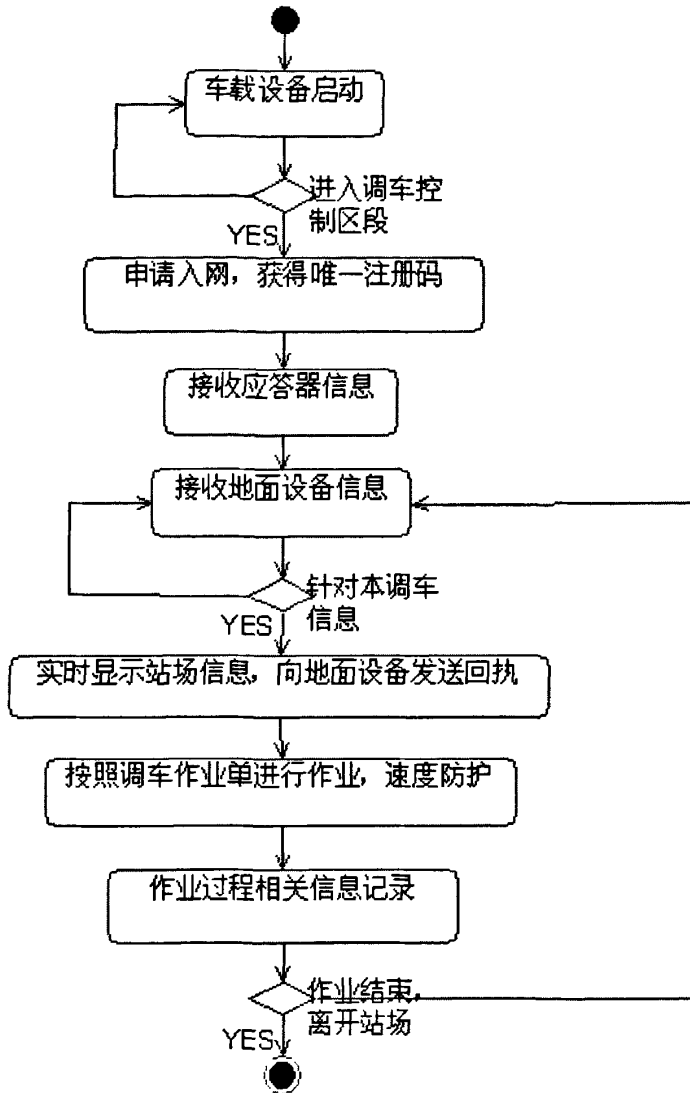 车载设备启动
进入调车控
制区段
YES
申请入网，获得唯一注册码
接收应答器信息
接收地面设备信息
针对本调车
信息
YES
实时显示站场信息，向地面设备发送回执
按照调车作业单进行作业，速度防护
作业过程相关信息记录
作业结束，
离开站场
YES